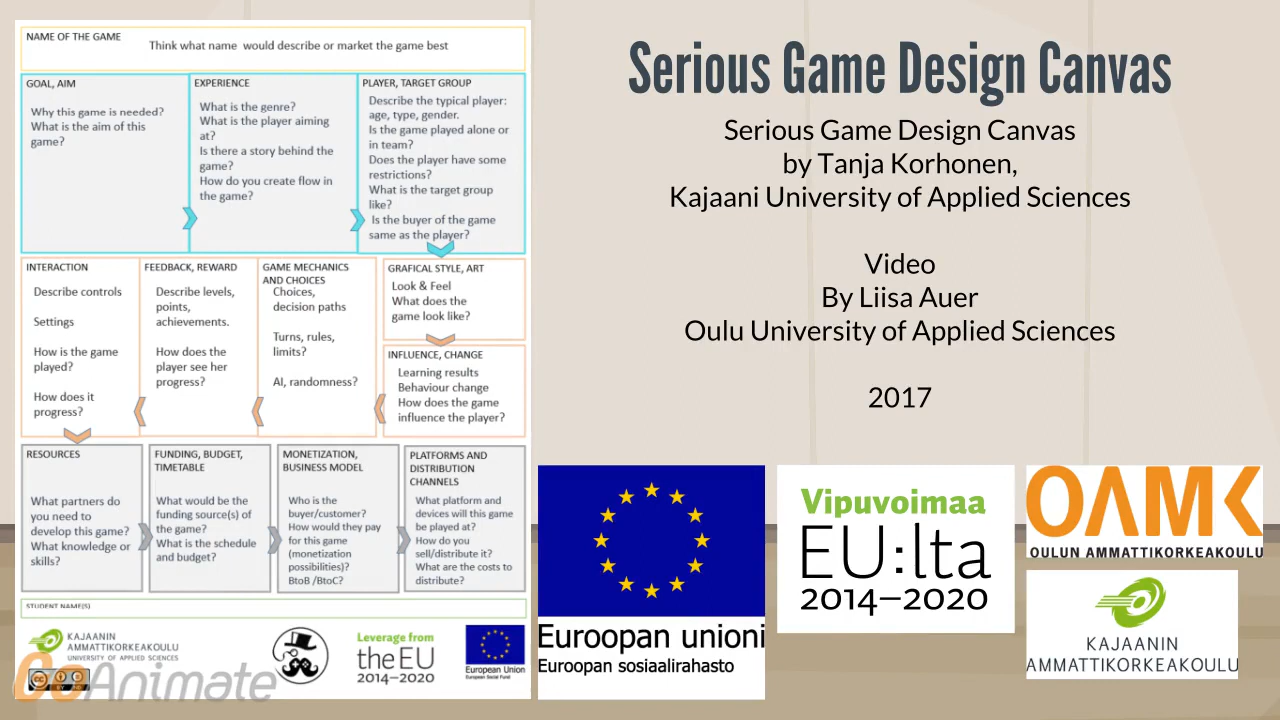 NAME OF THE GAME
Think what name would describe or market the game best
GOAL, AIM
Why this game is needed?
What is the aim of this
game?
EXPERIENCE
What is the genre?
What is the player aiming
at?
Is there a story behind the
game?
How do you create flow in
the game?
PLAYER, TARGET GROUP
Describe the typical player:
age, type, gender.
Is the game played alone or
in team?
Does the player have some
restrictions?
What is the target group
like?
Is the buyer of the game
same as the player?
INTERACTION
Describe controls
Settings
How is the game
played?
How does it
progress?
FEEDBACK, REWARD
Describe levels,
points,
achievements.
How does the
player see her
progress?
GAME MECHANICS
AND CHOICES
Choices,
decision paths
Turns, rules,
limits?
AI, randomness?
GRAFICAL STYLE, ART
Look & Feel
What does the
game look like?
INFLUENCE, CHANGE
Learning results
Behaviour change
How does the game
influence the player?
RESOURCES
What partners do
you need to
develop this game?
What knowledge or
skills?
FUNDING, BUDGET,
TIMETABLE
What would be the
funding source(s) of
the game?
What is the schedule
and budget?
MONETIZATION,
BUSINESS MODEL
Who is the
buyer/customer?
How would they pay
for this game
(monetization
possibilities)?
BtoB /BtoC?
PLATFORMS AND
DISTRIBUTION
CHANNELS
What platform and
devices will this game
be played at?
How do you
sell/distribute it?
What are the costs to
distribute?
STUDENT NAME(S)
KAJAANIN
AMMATTIKORKEAKOULU
UNIVERSITY OF APPLIED SCIENCES
Leverage from
the EU
2014–2020
European Union
European Social Fund
GoAnimate
Serious Game Design Canvas
Serious Game Design Canvas
by Tanja Korhonen,
Kajaani University of Applied Sciences
Video
By Liisa Auer
Oulu University of Applied Sciences
2017
Euroopan unioni
Euroopan sosiaalirahasto
Vipuvoimaa
EU:lta
2014–2020
OAMK
OULUN AMMATTIKORKEAKOULU
KAJAANIN
AMMATTIKORKEAKOULU